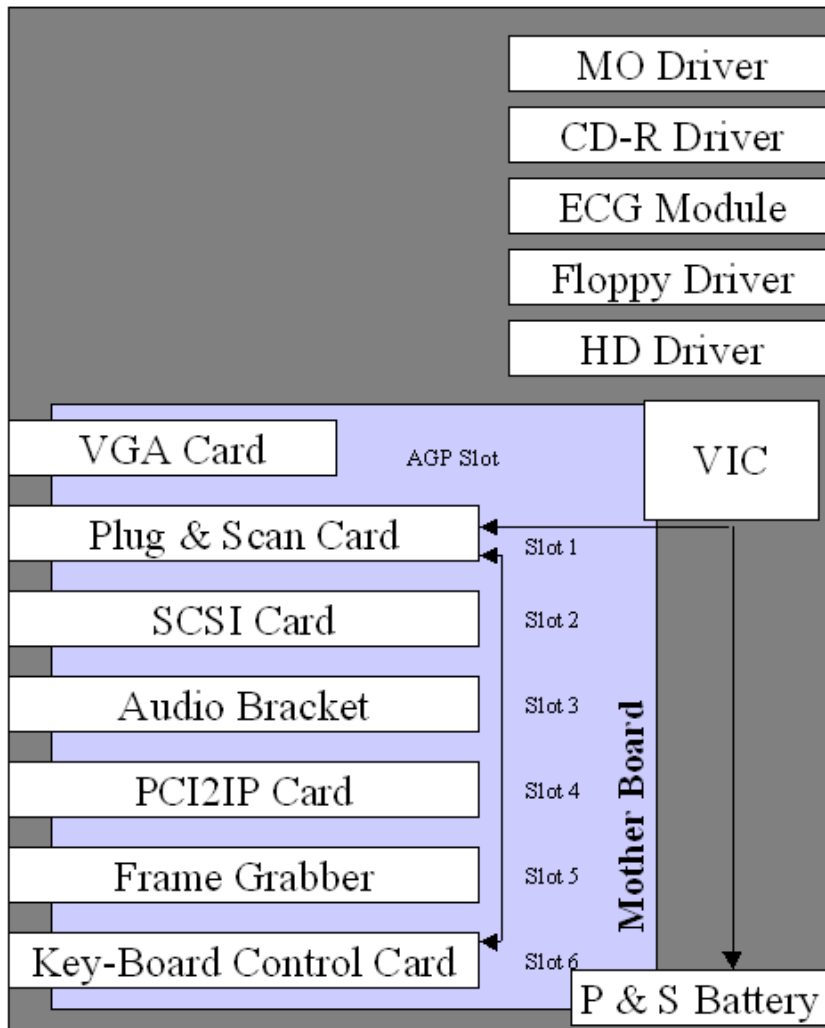 MO Driver
CD-R Driver
ECG Module
Floppy Driver
HD Driver
VGA Card
AGP Slot
VIC
Plug & Scan Card
Slot 1
SCSI Card
Slot 2
Audio Bracket
Slot 3
PCI2IP Card
Slot 4
Frame Grabber
Slot 5
Key-Board Control Card
Slot 6
Mother Board
P & S Battery